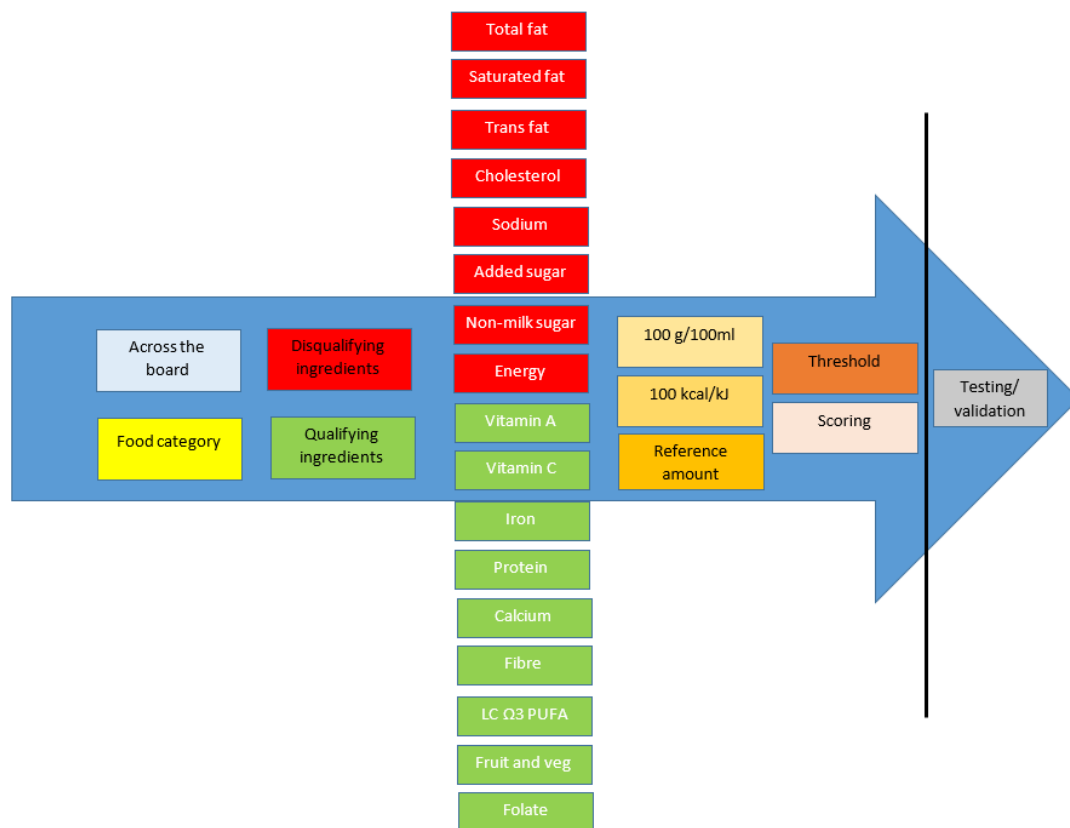 Total fat
Saturated fat
Trans fat
Cholesterol
Sodium
Added sugar
Non-milk sugar
Energy
Vitamin A
Vitamin C
Iron
Protein
Calcium
Fibre
LC Ω3 PUFA
Fruit and veg
Folate
Across the
board
Food category
Disqualifying
ingredients
Qualifying
ingredients
100 g/100ml
100 kcal/kJ
Reference
amount
Threshold
Scoring
Testing/
validation